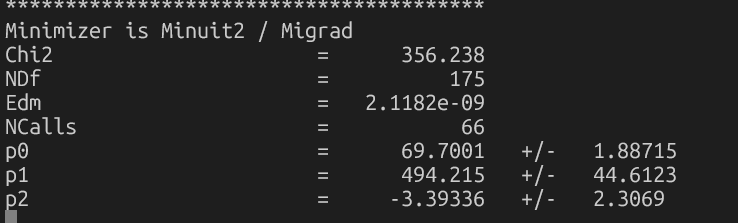 ****************************************
Minimizer is Minuit2 / Migrad
Chi2                      =      356.238
NDf                       =          175
Edm                       =   2.1182e-09
NCalls                    =           66
p0                        =      69.7001   +/-   1.88715
p1                        =      494.215   +/-   44.6123
p2                        =     -3.39336   +/-   2.3069